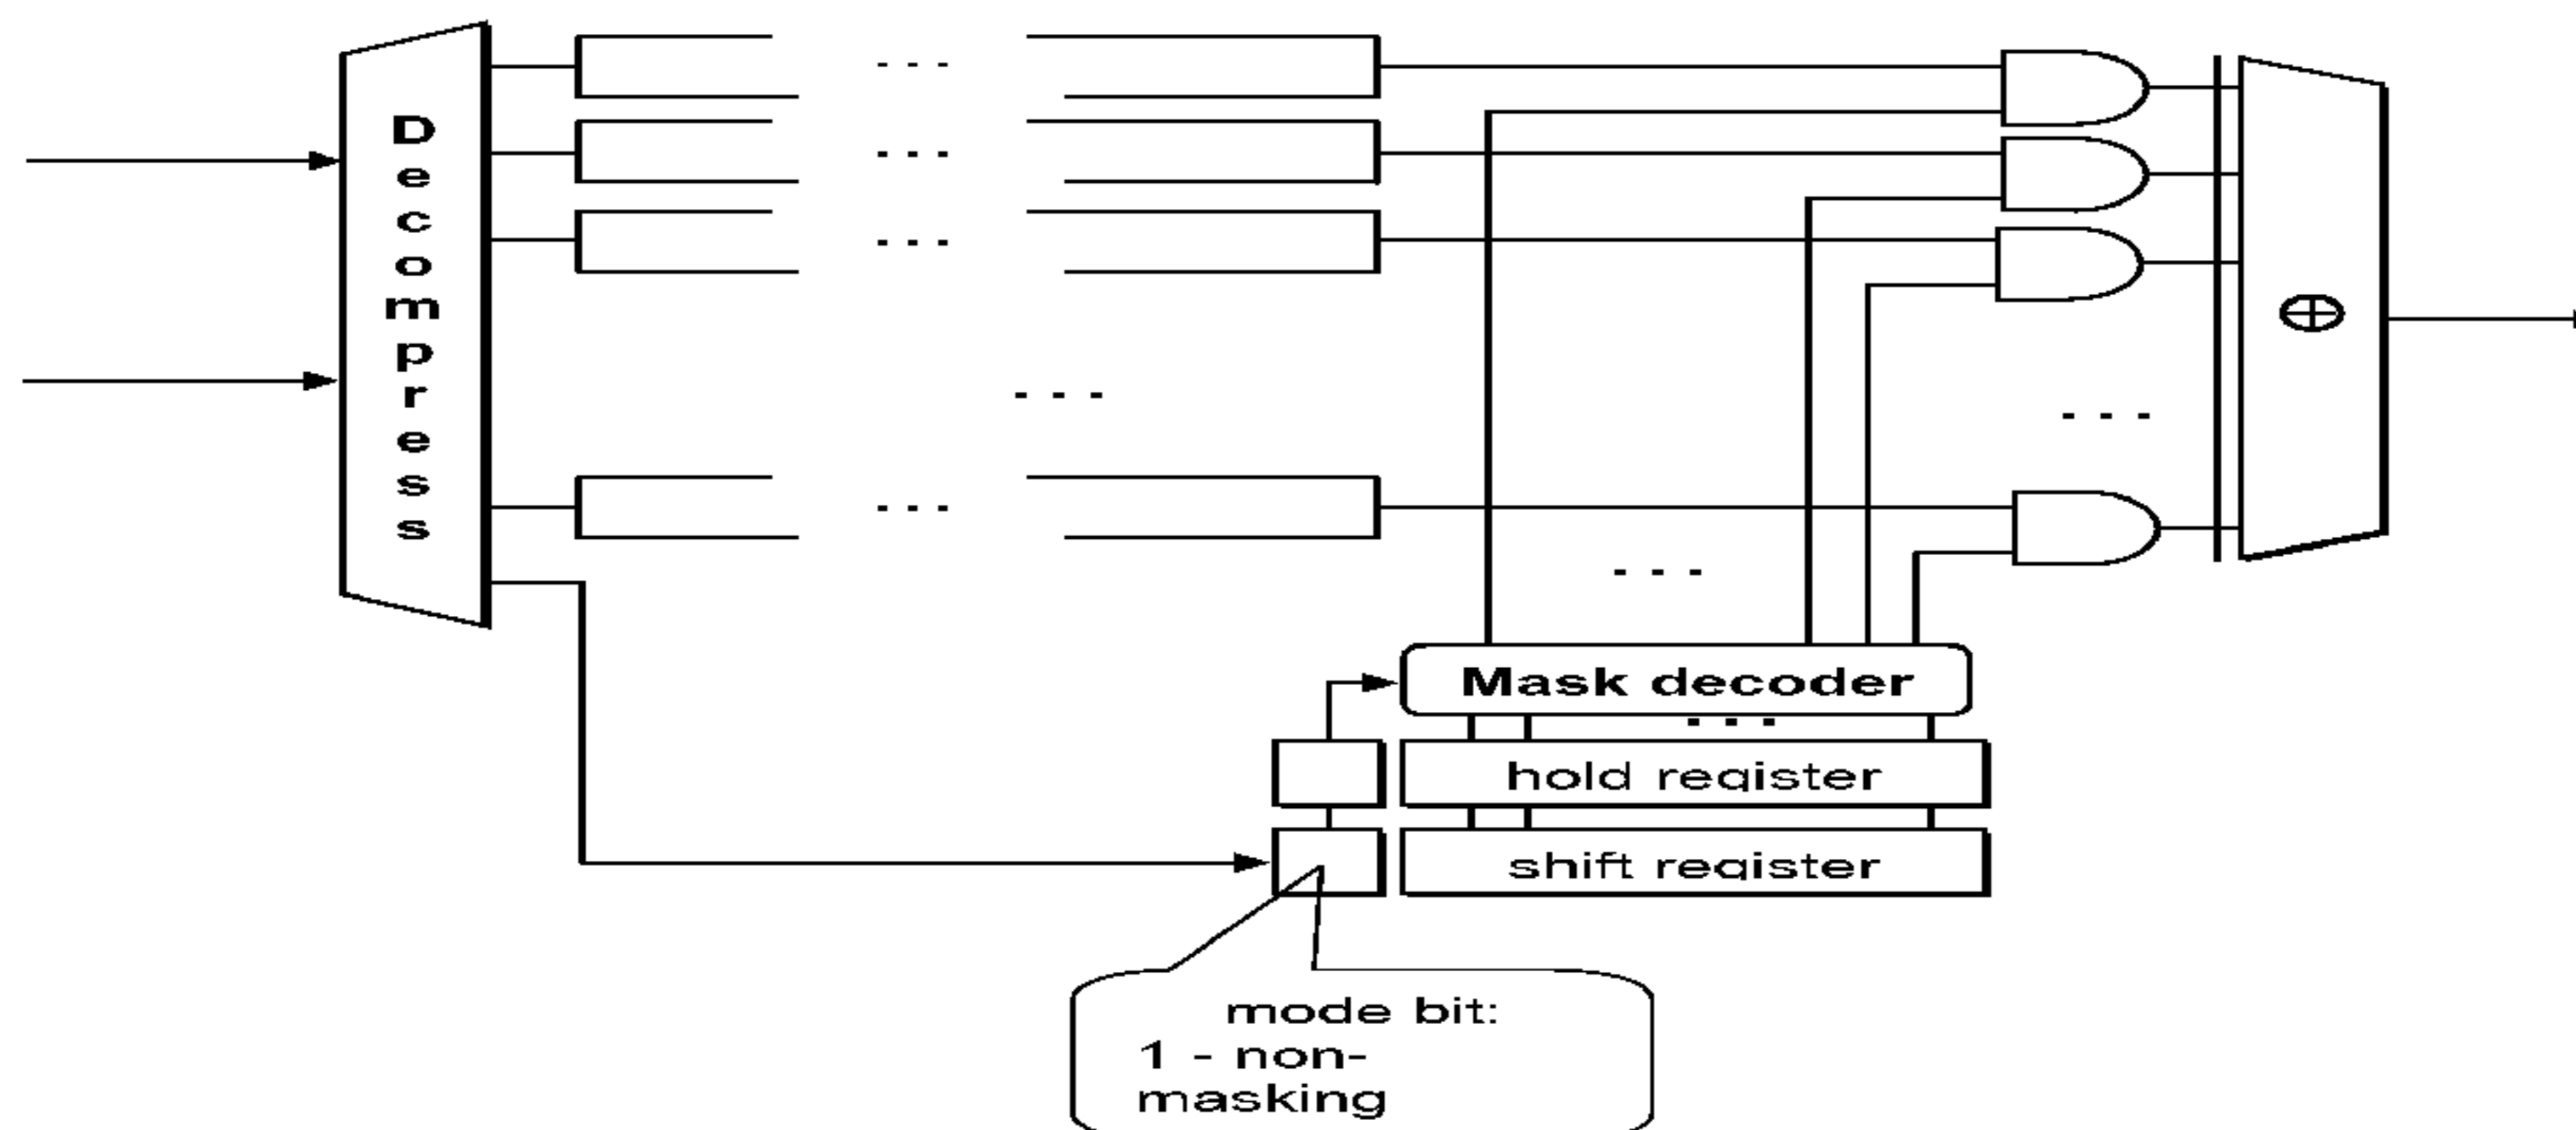 Decompress
Mask decoder
hold register
shift register
mode bit:
1 - non-
masking